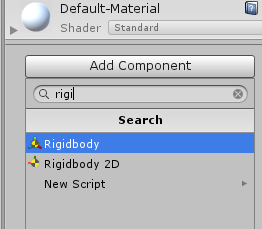 Default-Material
Shader Standard
Add Component
rigi
Search
Rigidbody
Rigidbody 2D
New Script